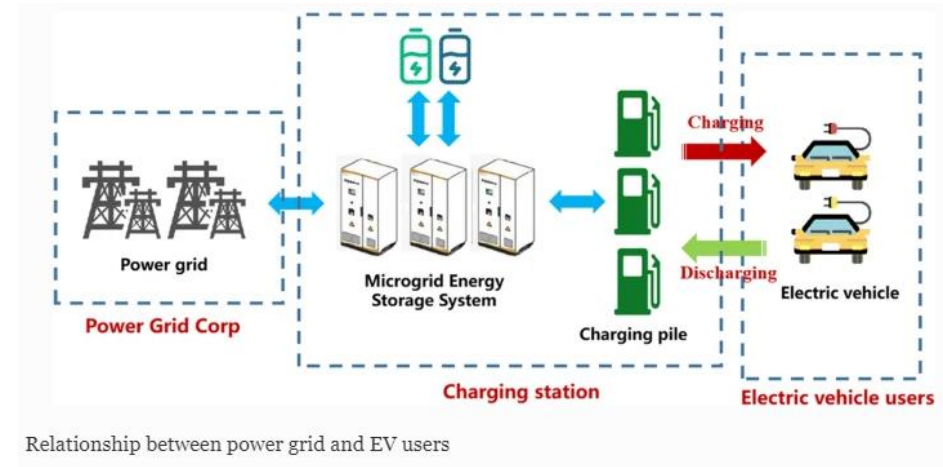 Power grid
Power Grid Corp
Microgrid Energy
Storage System
Charging pile
Charging station
Charging
Discharging
Electric vehicle
Electric vehicle users
Relationship between power grid and EV users